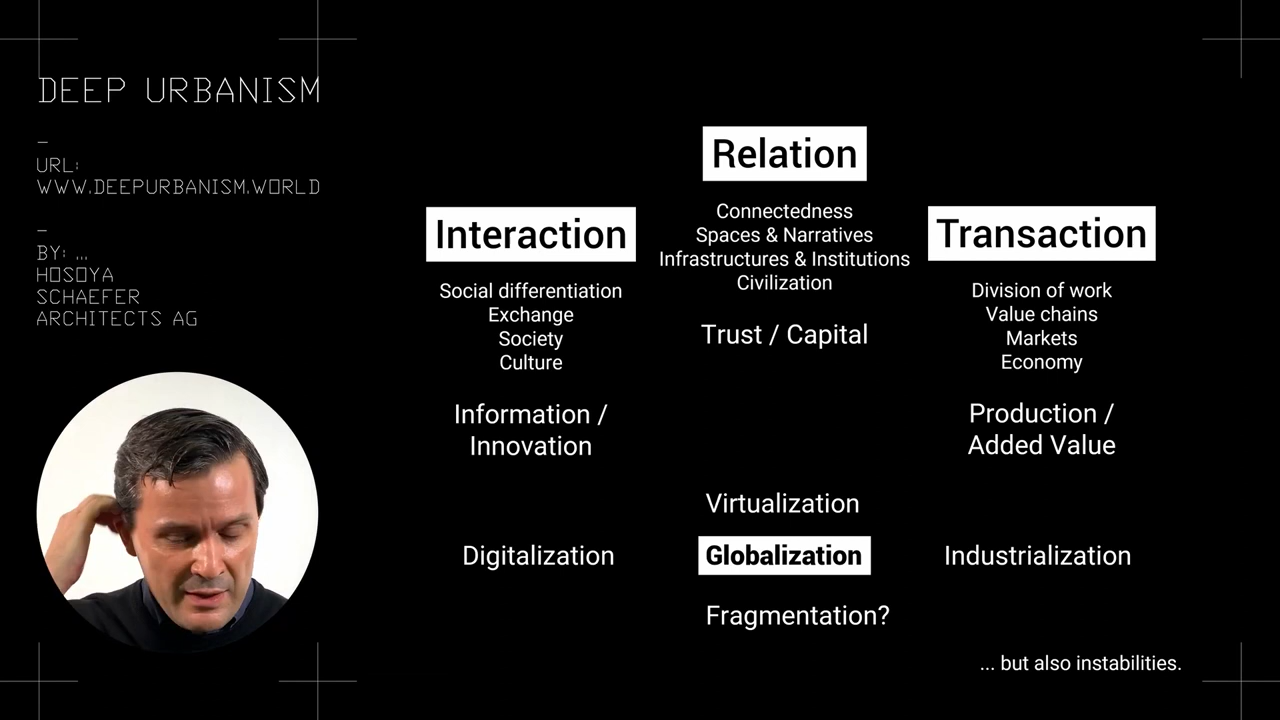 DEEP URBANISM
–
URL:
WWW.DEEPURBANISM.WORLD
–
BY: ...
HOSOYA
SCHAEFER
ARCHITECTS AG
Interaction
Social differentiation
Exchange
Society
Culture
Information /
Innovation
Digitalization
Relation
Connectedness
Spaces & Narratives
Infrastructures & Institutions
Civilization
Trust / Capital
Virtualization
Globalization
Fragmentation?
Transaction
Division of work
Value chains
Markets
Economy
Production /
Added Value
Industrialization
... but also instabilities.